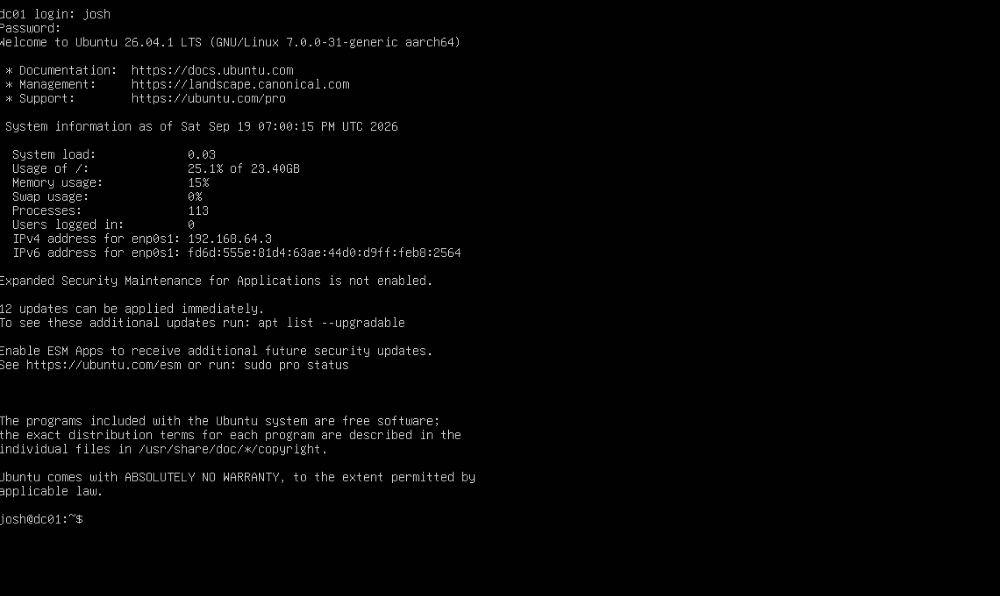 dc01 login: josh
Password:
Welcome to Ubuntu 26.04.1 LTS (GNU/Linux 7.0.0-31-generic aarch64)

 * Documentation:  https://docs.ubuntu.com
 * Management:     https://landscape.canonical.com
 * Support:        https://ubuntu.com/pro

 System information as of Sat Sep 19 07:00:15 PM UTC 2026

  System load:             0.03
  Usage of /:              25.1% of 23.40GB
  Memory usage:            15%
  Swap usage:              0%
  Processes:               113
  Users logged in:         0
  IPv4 address for enp0s1: 192.168.64.3
  IPv6 address for enp0s1: fd6d:555e:81d4:63ae:44d0:d9ff:feb8:2564

Expanded Security Maintenance for Applications is not enabled.

12 updates can be applied immediately.
To see these additional updates run: apt list --upgradable

Enable ESM Apps to receive additional future security updates.
See https://ubuntu.com/esm or run: sudo pro status

The programs included with the Ubuntu system are free software;
the exact distribution terms for each program are described in the
individual files in /usr/share/doc/*/copyright.

Ubuntu comes with ABSOLUTELY NO WARRANTY, to the extent permitted by
applicable law.

josh@dc01:~$